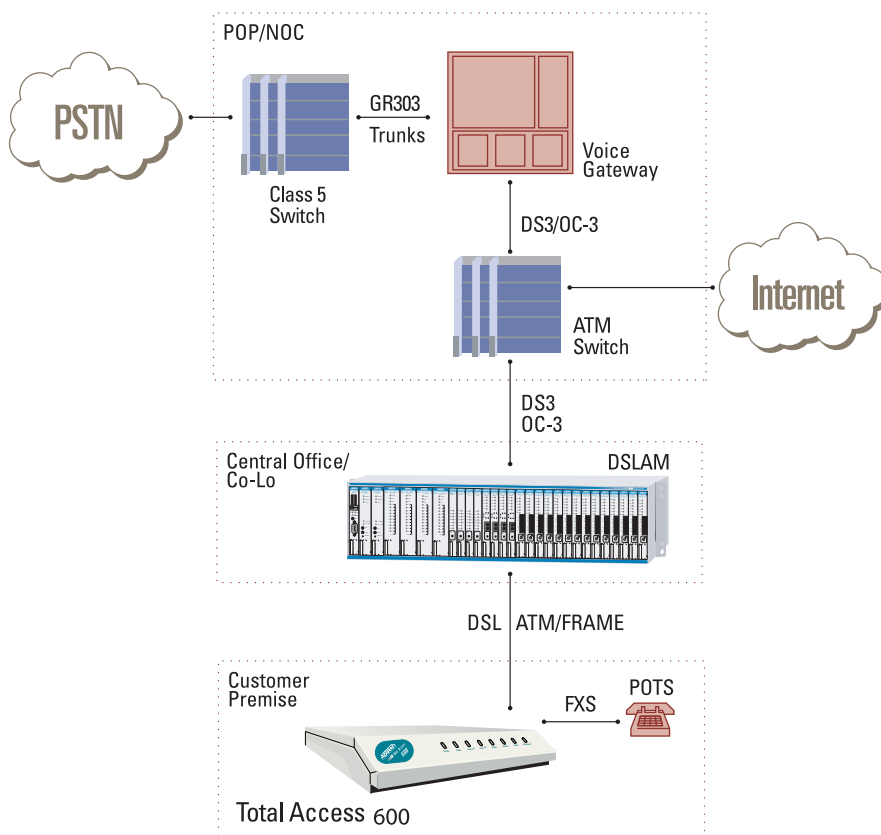 POP/NOC
PSTN
GR303
Trunks
Class 5
Switch
Voice
Gateway
DS3/OC-3
Internet
ATM
Switch
DS3
OC-3
Central Office/
Co-Lo
DSLAM
DSL ATM/FRAME
Customer
Premise
POTS
FXS
Total Access 600